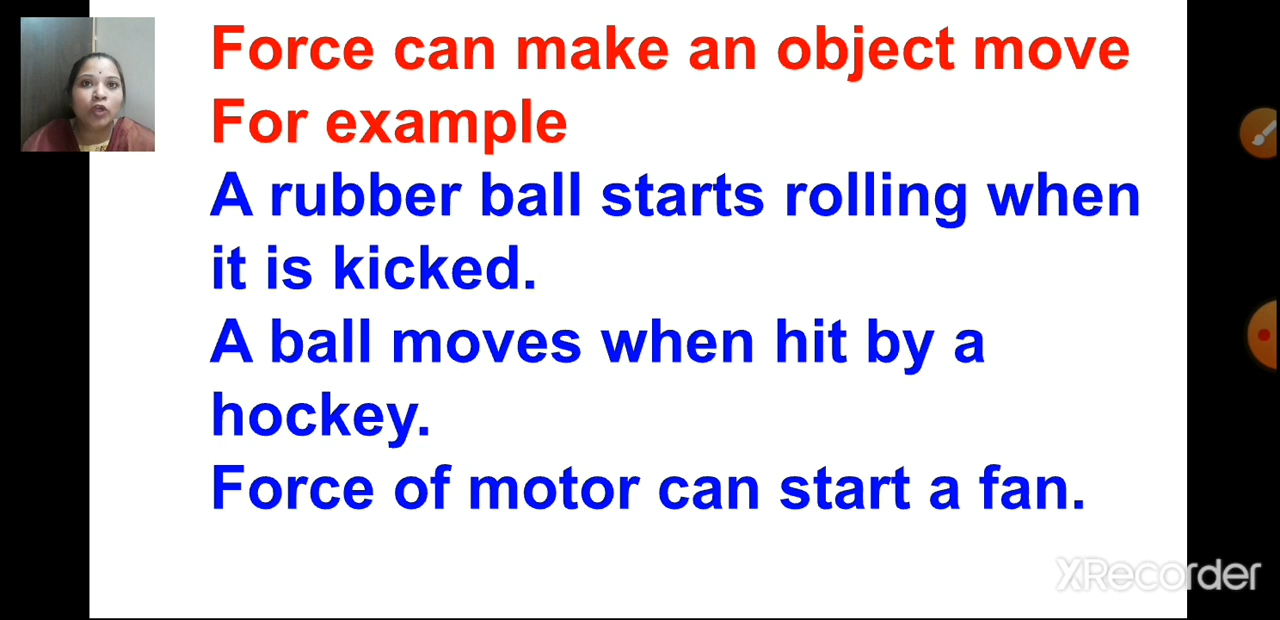 Force can make an object move
For example
A rubber ball starts rolling when
it is kicked.
A ball moves when hit by a
hockey.
Force of motor can start a fan.
XRecorder